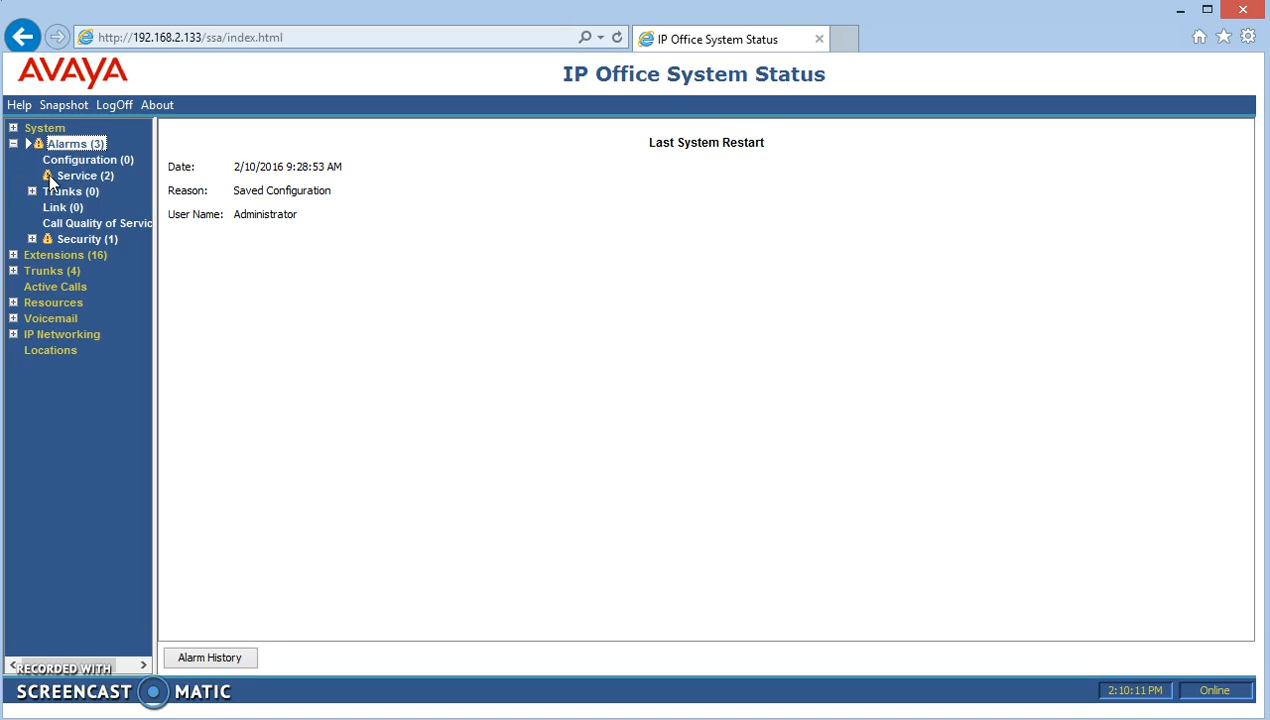 http://192.168.2.133/ssa/index.html
IP Office System Status
AVAYA
IP Office System Status
Help Snapshot LogOff About
System
Alarms (3)
Configuration (0)
Service (2)
Trunks (0)
Link (0)
Call Quality of Servic
Security (1)
Extensions (16)
Trunks (4)
Active Calls
Resources
Voicemail
IP Networking
Locations
Last System Restart
Date: 2/10/2016 9:28:53 AM
Reason: Saved Configuration
User Name: Administrator
Alarm History
RECORDED WITH
SCREENCAST MATIC
2:10:11 PM
Online